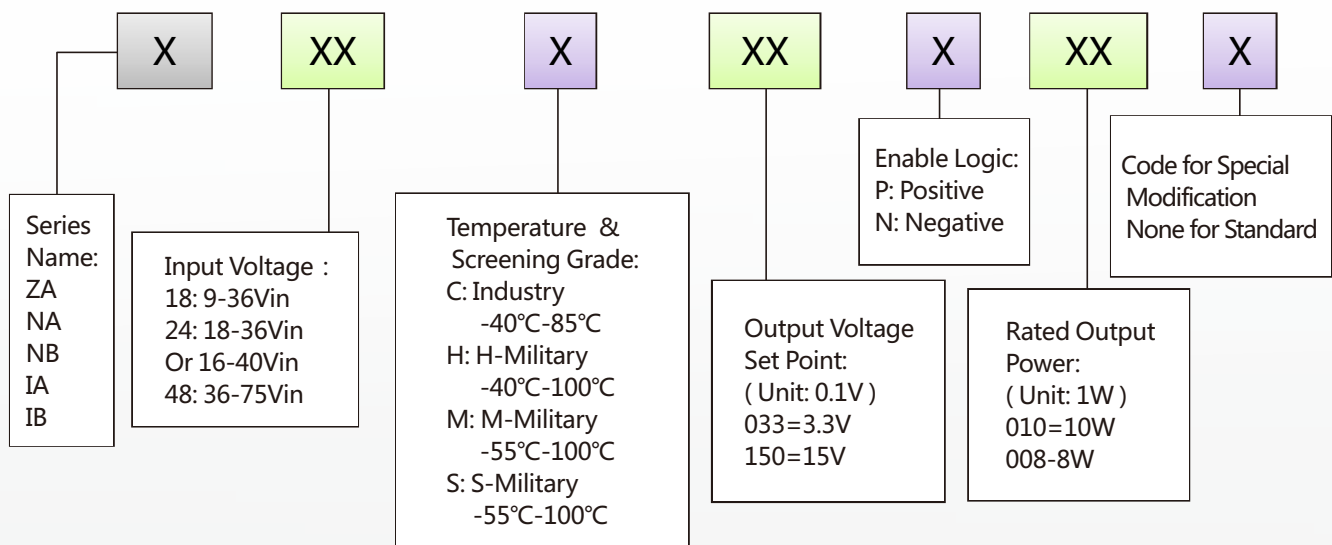 X XX X XX X XX X
Series
Name:
ZA
NA
NB
IA
IB
Input Voltage :
18: 9-36Vin
24: 18-36Vin
Or 16-40Vin
48: 36-75Vin
Temperature &
Screening Grade:
C: Industry
-40℃-85℃
H: H-Military
-40℃-100℃
M: M-Military
-55℃-100℃
S: S-Military
-55℃-100℃
Output Voltage
Set Point:
( Unit: 0.1V )
033=3.3V
150=15V
Enable Logic:
P: Positive
N: Negative
Rated Output
Power:
( Unit: 1W )
010=10W
008-8W
Code for Special
Modification
None for Standard